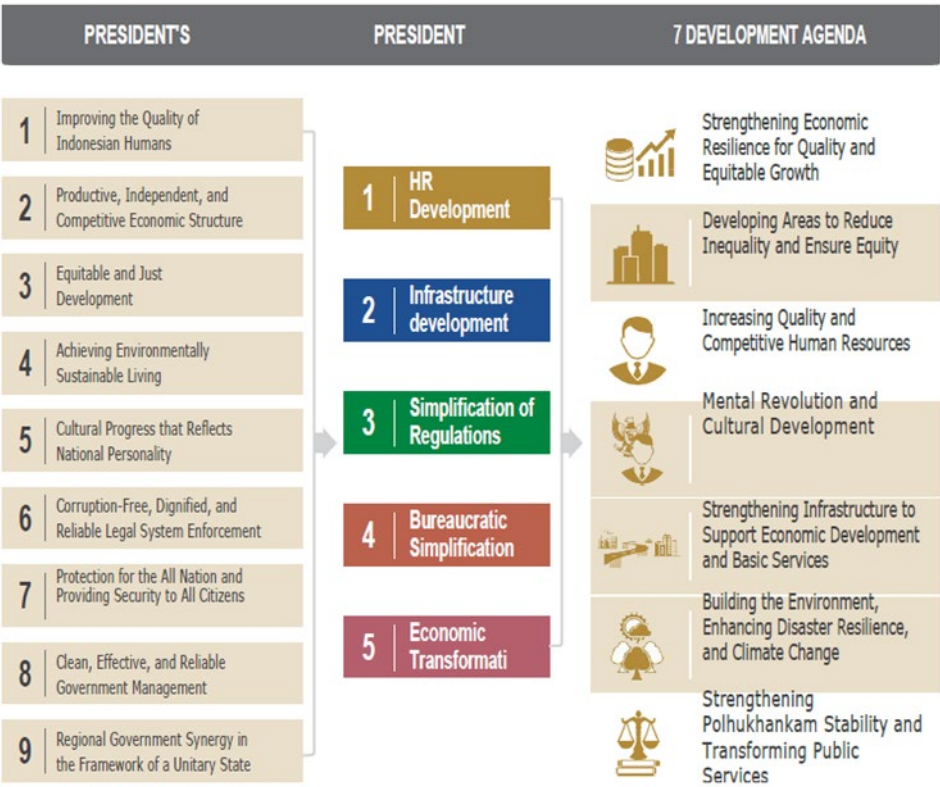 PRESIDENT'S
PRESIDENT
7 DEVELOPMENT AGENDA
1
Improving the Quality of
Indonesian Humans
2
Productive, Independent, and
Competitive Economic Structure
3
Equitable and Just
Development
4
Achieving Environmentally
Sustainable Living
5
Cultural Progress that Reflects
National Personality
6
Corruption-Free, Dignified, and
Reliable Legal System Enforcement
7
Protection for the All Nation and
Providing Security to All Citizens
8
Clean, Effective, and Reliable
Government Management
9
Regional Government Synergy in
the Framework of a Unitary State
1
HR
Development
2
Infrastructure
development
3
Simplification of
Regulations
4
Bureaucratic
Simplification
5
Economic
Transformati
Strengthening Economic
Resilience for Quality and
Equitable Growth
Developing Areas to Reduce
Inequality and Ensure Equity
Increasing Quality and
Competitive Human Resources
Mental Revolution and
Cultural Development
Strengthening Infrastructure to
Support Economic Development
and Basic Services
Building the Environment,
Enhancing Disaster Resilience,
and Climate Change
Strengthening
Polhukhankam Stability and
Transforming Public
Services